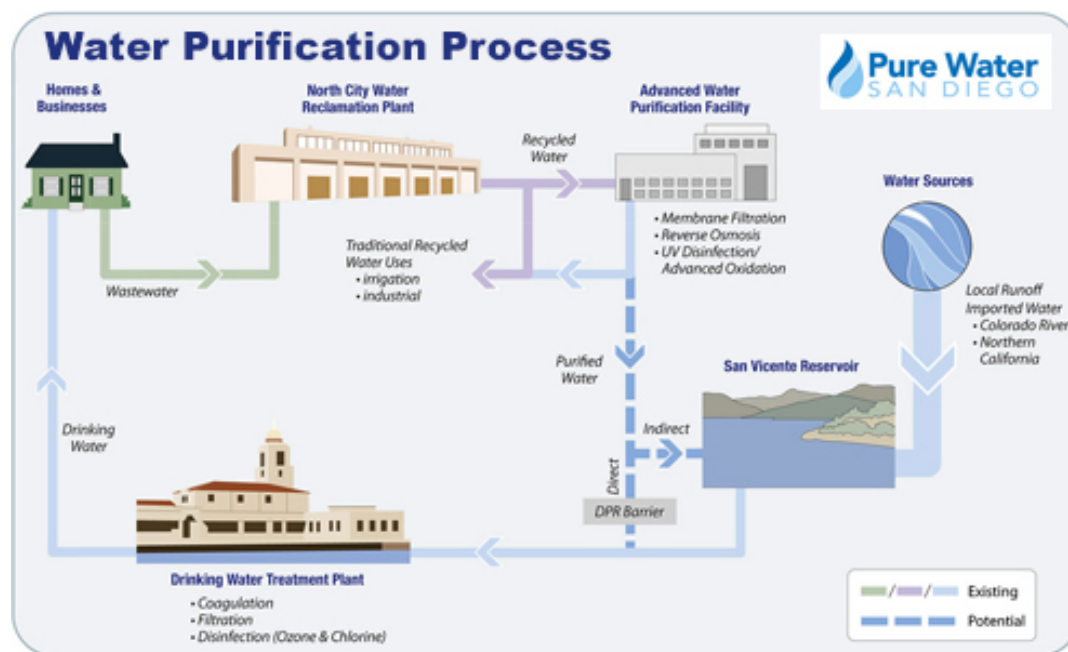 Water Purification Process
Pure Water
SAN DIEGO
Homes &
Businesses
North City Water
Reclamation Plant
Advanced Water
Purification Facility
Recycled
Water
Water Sources
• Membrane Filtration
• Reverse Osmosis
• UV Disinfection/
Advanced Oxidation
Traditional Recycled
Water Uses
• irrigation
• industrial
Wastewater
Local Runoff
Imported Water
• Colorado River
• Northern
California
Purified
Water
San Vicente Reservoir
Drinking
Water
Indirect
Direct
DPR Barrier
Drinking Water Treatment Plant
• Coagulation
• Filtration
• Disinfection (Ozone & Chlorine)
/ / Existing
Potential